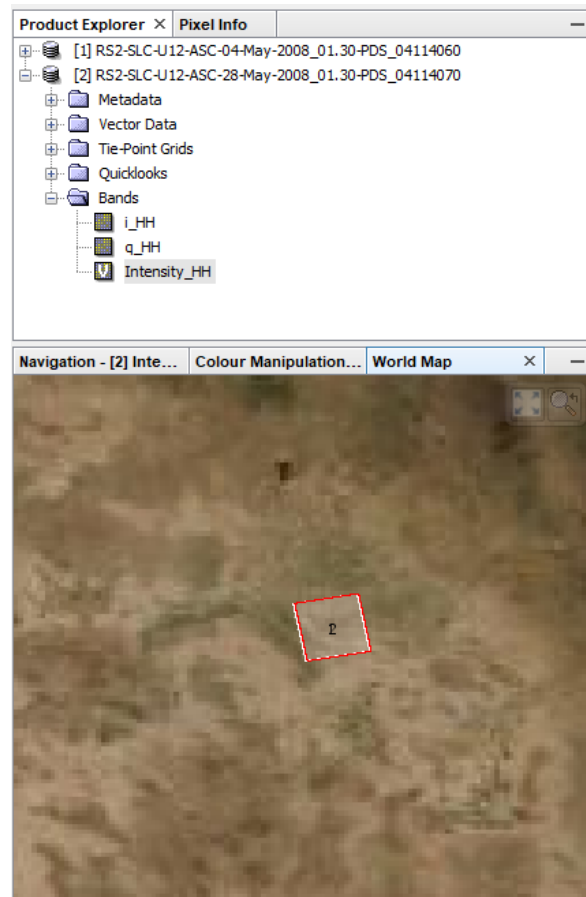 Product Explorer × Pixel Info
[1] RS2-SLC-U12-ASC-04-May-2008_01.30-PDS_04114060
[2] RS2-SLC-U12-ASC-28-May-2008_01.30-PDS_04114070
Metadata
Vector Data
Tie-Point Grids
Quicklooks
Bands
i_HH
q_HH
Intensity_HH
Navigation - [2] Inte... Colour Manipulation... World Map ×